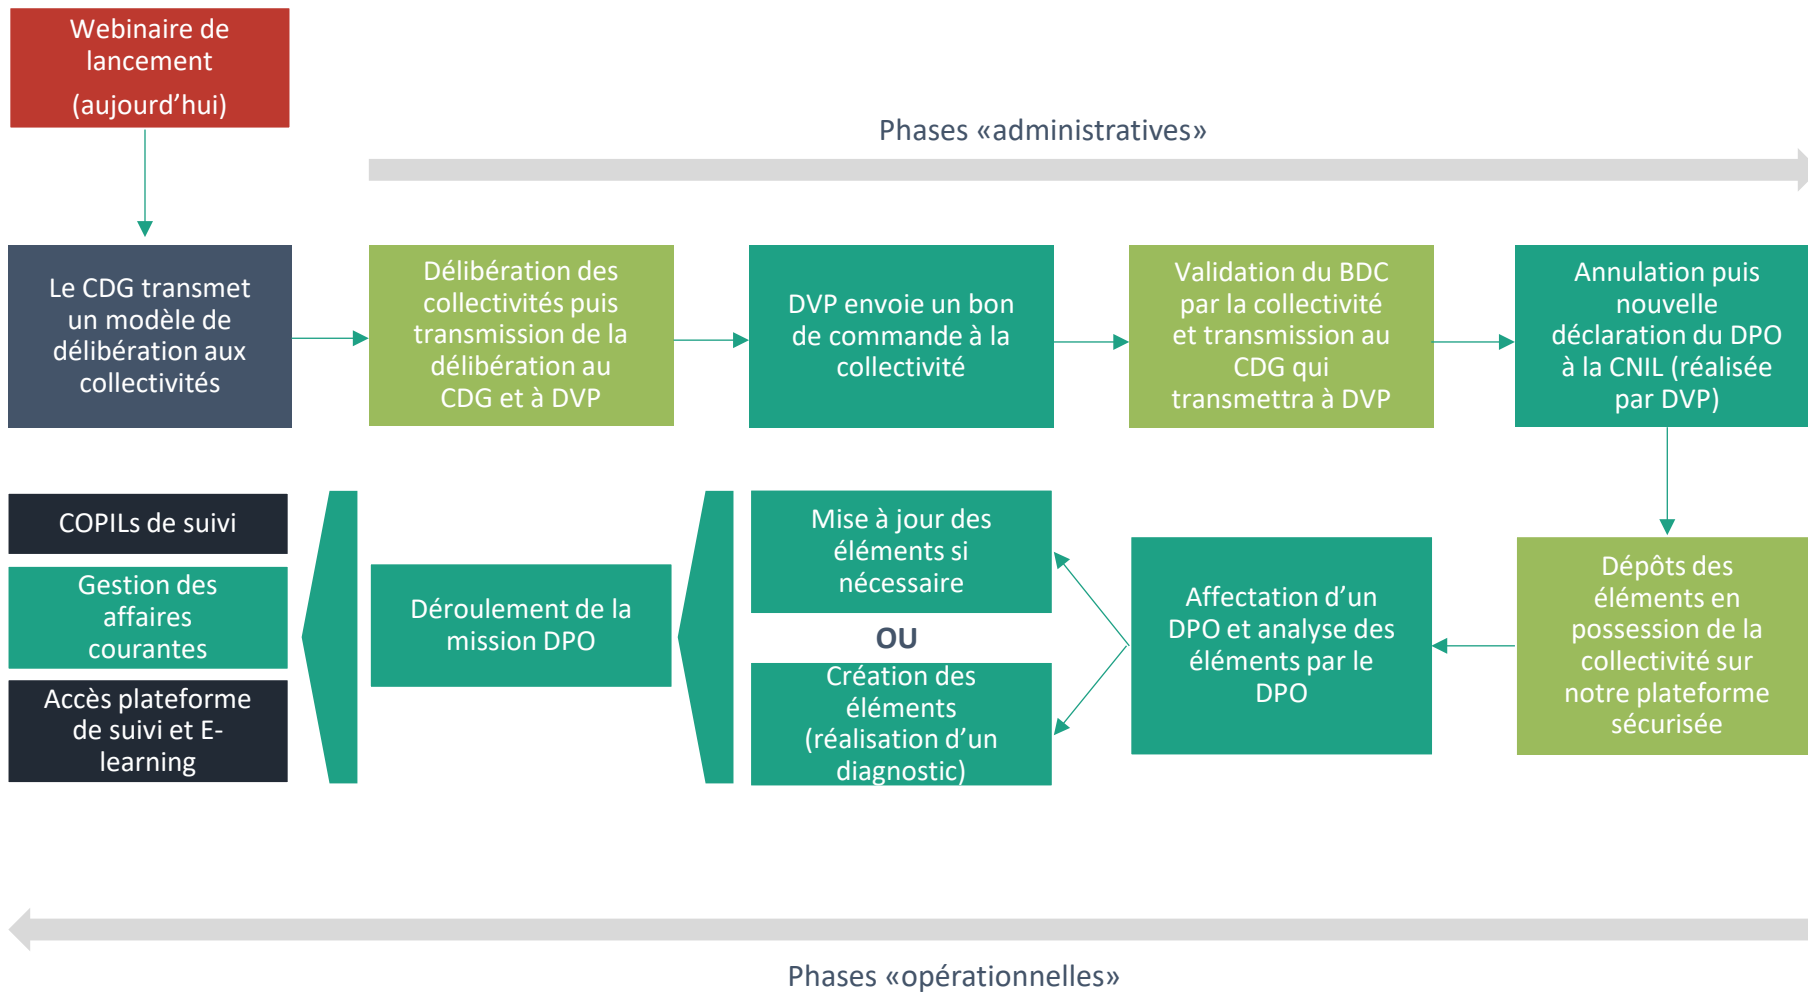 Webinaire de
lancement
(aujourd’hui)
Phases «administratives»
Le CDG transmet
un modèle de
délibération aux
collectivités
Délibération des
collectivités puis
transmission de la
délibération au
CDG et à DVP
DVP envoie un bon
de commande à la
collectivité
Validation du BDC
par la collectivité
et transmission au
CDG qui
transmettra à DVP
Annulation puis
nouvelle
déclaration du DPO
à la CNIL (réalisée
par DVP)
Dépôts des
éléments en
possession de la
collectivité sur
notre plateforme
sécurisée
Affectation d’un
DPO et analyse des
éléments par le
DPO
Mise à jour des
éléments si
nécessaire
OU
Création des
éléments
(réalisation d’un
diagnostic)
Déroulement de la
mission DPO
COPILs de suivi
Gestion des
affaires
courantes
Accès plateforme
de suivi et E-
learning
Phases «opérationnelles»